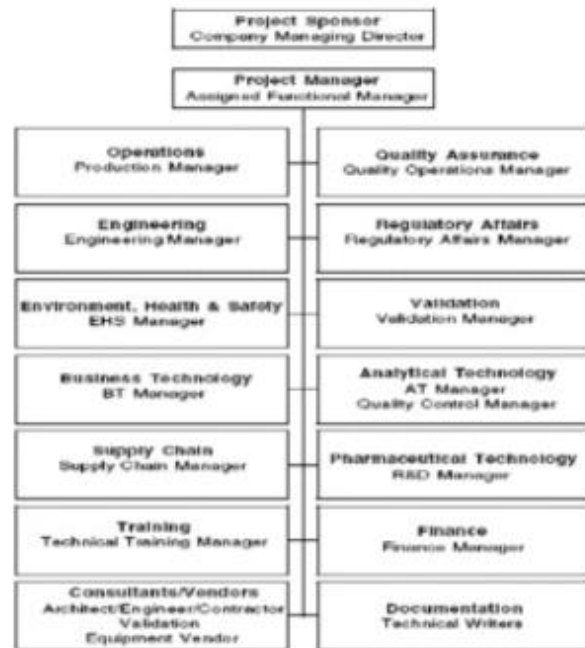 Project Sponsor
Company Managing Director
Project Manager
Assigned Functional Manager
Operations
Production Manager
Quality Assurance
Quality Operations Manager
Engineering
Engineering/Manager
Regulatory Affairs
Regulatory Affairs Manager
Environment, Health & Safety
EHS Manager
Validation
Validation Manager
Business Technology
BT Manager
Analytical Technology
AT Manager
Quality Control Manager
Supply Chain
Supply Chain Manager
Pharmaceutical Technology
R&D Manager
Training
Technical Training Manager
Finance
Finance Manager
Consultants/Vendors
Architect/Engineer/Contractor
Validation
Equipment Vendor
Documentation
Technical Writers